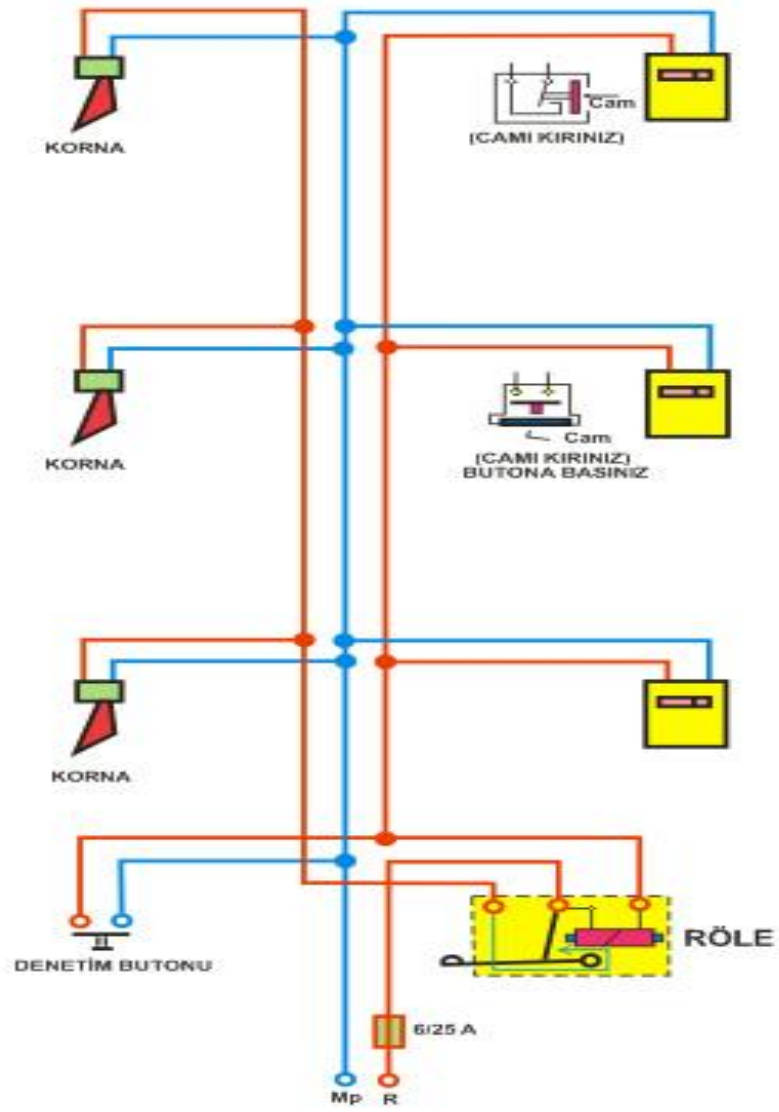 KORNA
Cam
(CAMI KIRINIZ)
KORNA
Cam
(CAMI KIRINIZ)
BUTONA BASINIZ
KORNA
RÖLE
DENETİM BUTONU
6/25 A
Mp
R